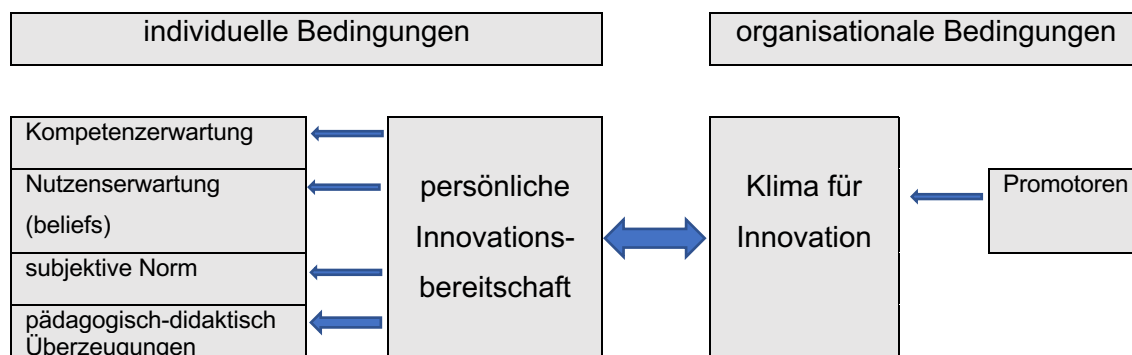 individuelle Bedingungen
organisationale Bedingungen
Kompetenzerwartung
Nutzenserwartung
(beliefs)
subjektive Norm
pädagogisch-didaktisch
Überzeugungen
persönliche
Innovations-
bereitschaft
Klima für
Innovation
Promotoren